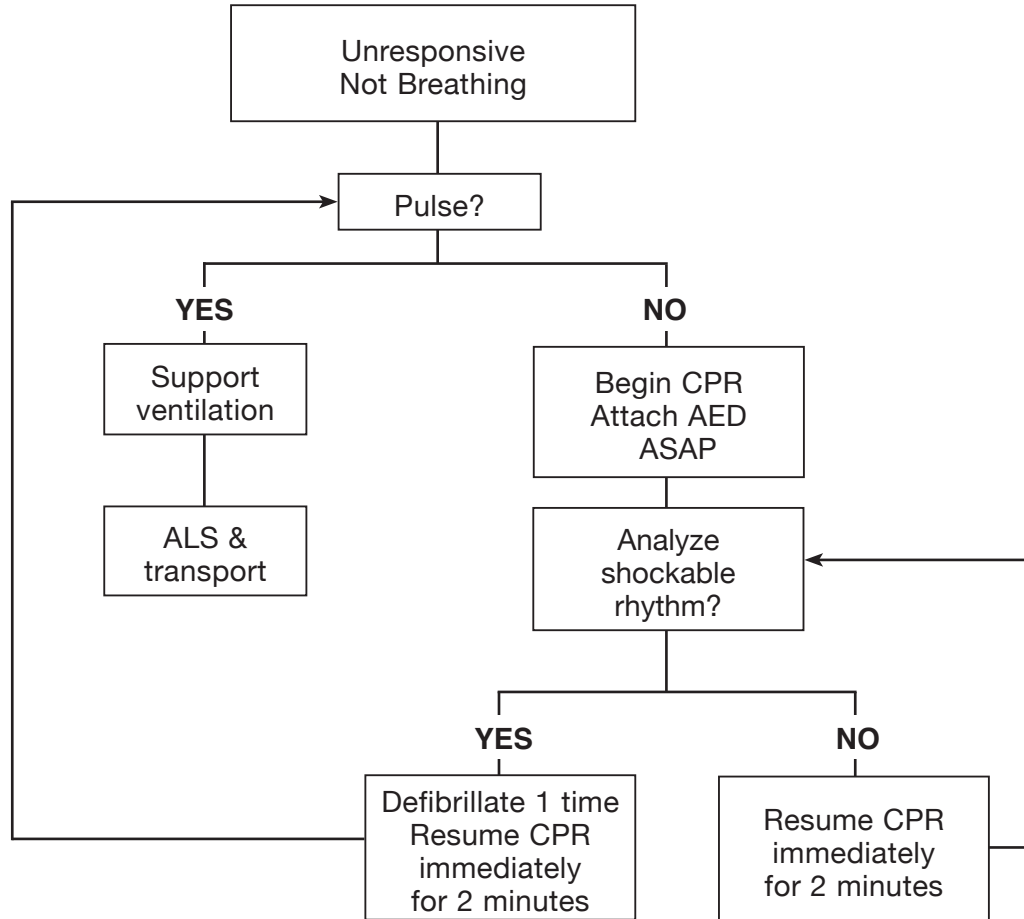 Unresponsive
Not Breathing
Pulse?
YES
NO
Support
ventilation
Begin CPR
Attach AED
ASAP
ALS &
transport
Analyze
shockable
rhythm?
YES
NO
Defibrillate 1 time
Resume CPR
immediately
for 2 minutes
Resume CPR
immediately
for 2 minutes